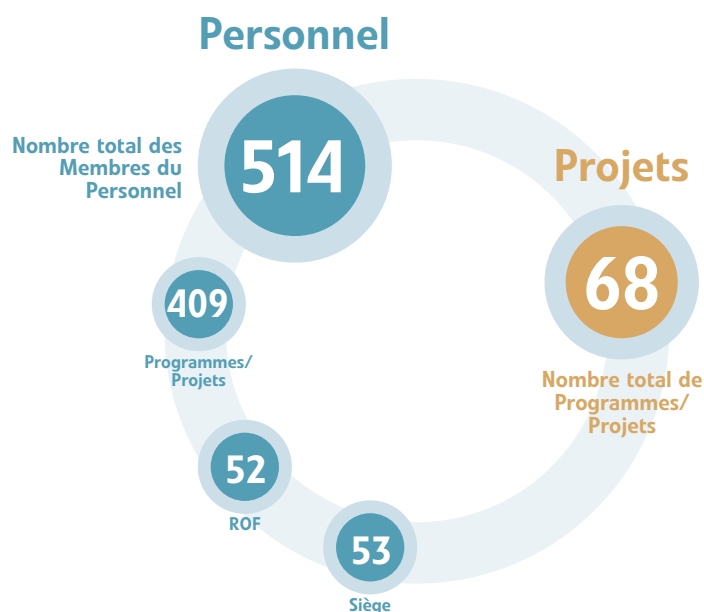 Personnel
Nombre total des
Membres du
Personnel
514
409
Programmes/
Projets
52
ROF
53
Siège
Projets
68
Nombre total de
Programmes/
Projets